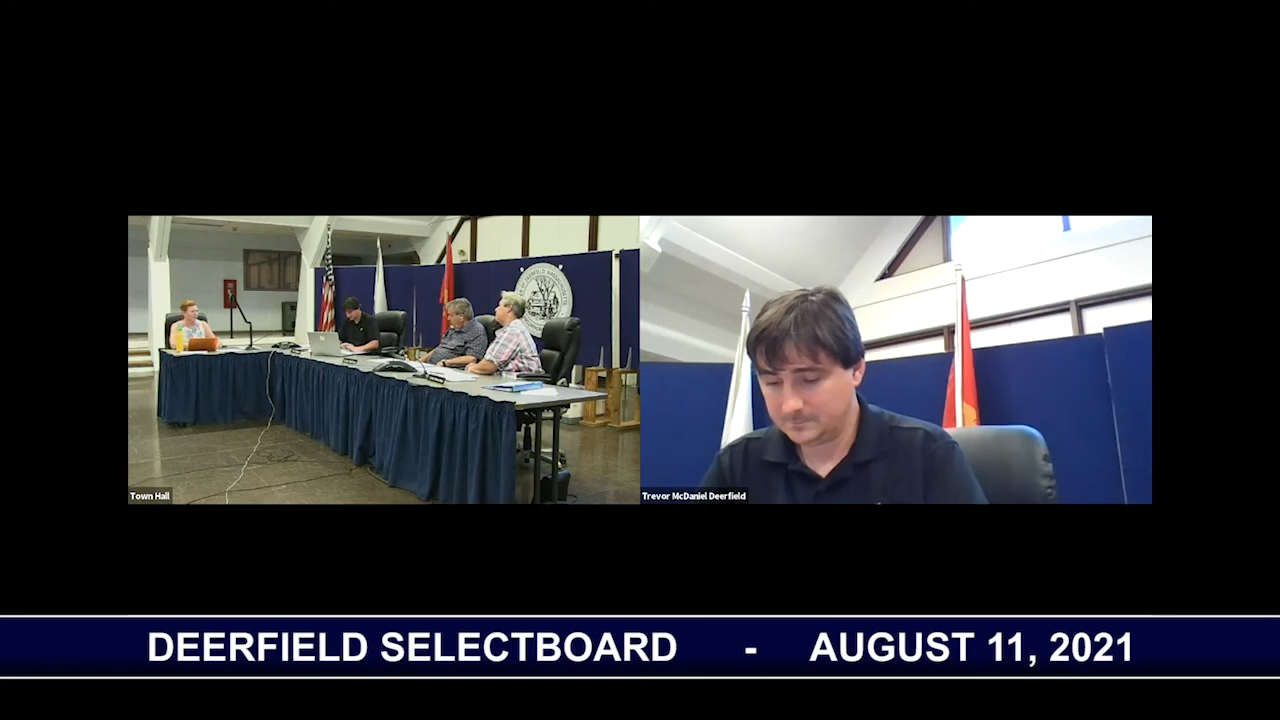 Town Hall
Trevor McDaniel Deerfield
DEERFIELD SELECTBOARD - AUGUST 11, 2021